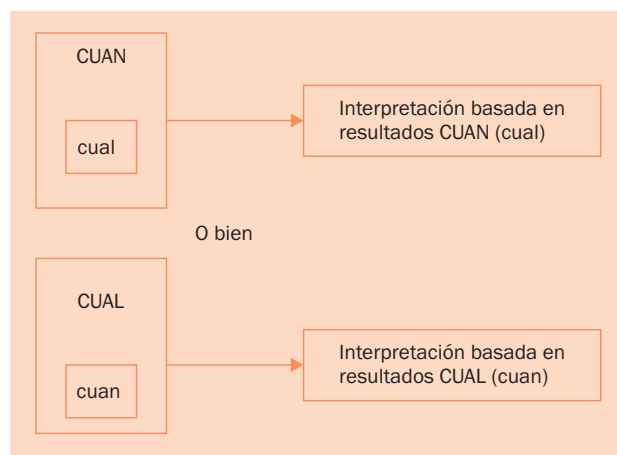 CUAN
cual
Interpretación basada en
resultados CUAN (cual)
O bien
CUAL
cuan
Interpretación basada en
resultados CUAL (cuan)